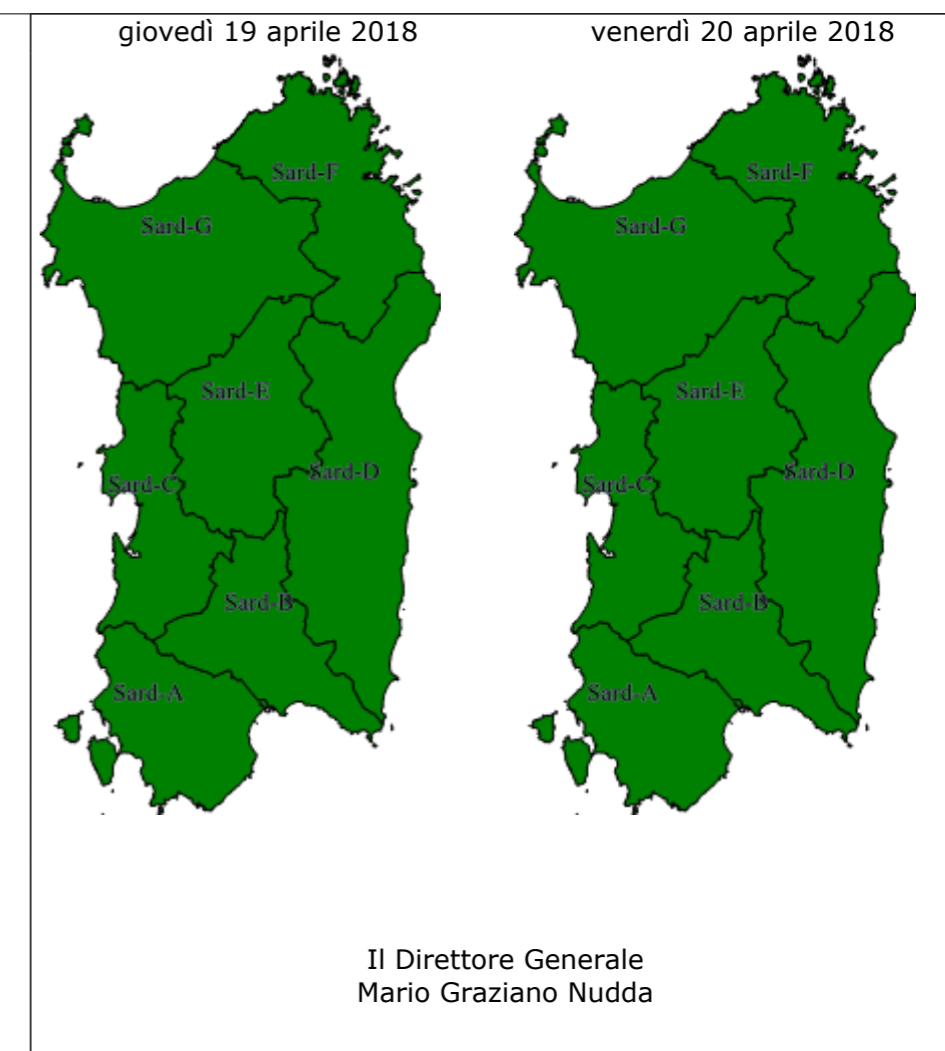 giovedì 19 aprile 2018
venerdì 20 aprile 2018
Sard-F
Sard-G
Sard-E
Sard-D
Sard-C
Sard-B
Sard-A
Sard-F
Sard-G
Sard-E
Sard-D
Sard-C
Sard-B
Sard-A
Il Direttore Generale
Mario Graziano Nudda